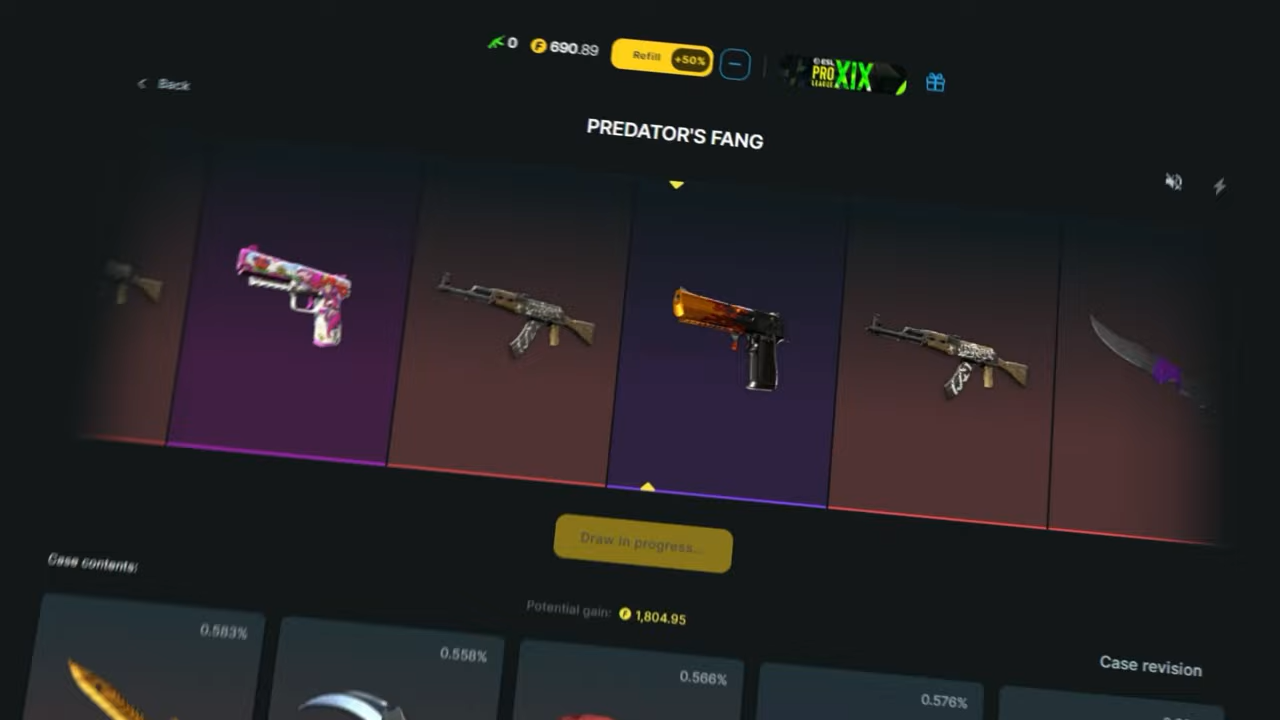 0 690.89 Refill +50%
ESL PRO LEAGUE XIX
Back
PREDATOR'S FANG
Draw in progress...
Case contents:
Potential gain: 1,804.95
Case revision
0.583%
0.558%
0.566%
0.576%